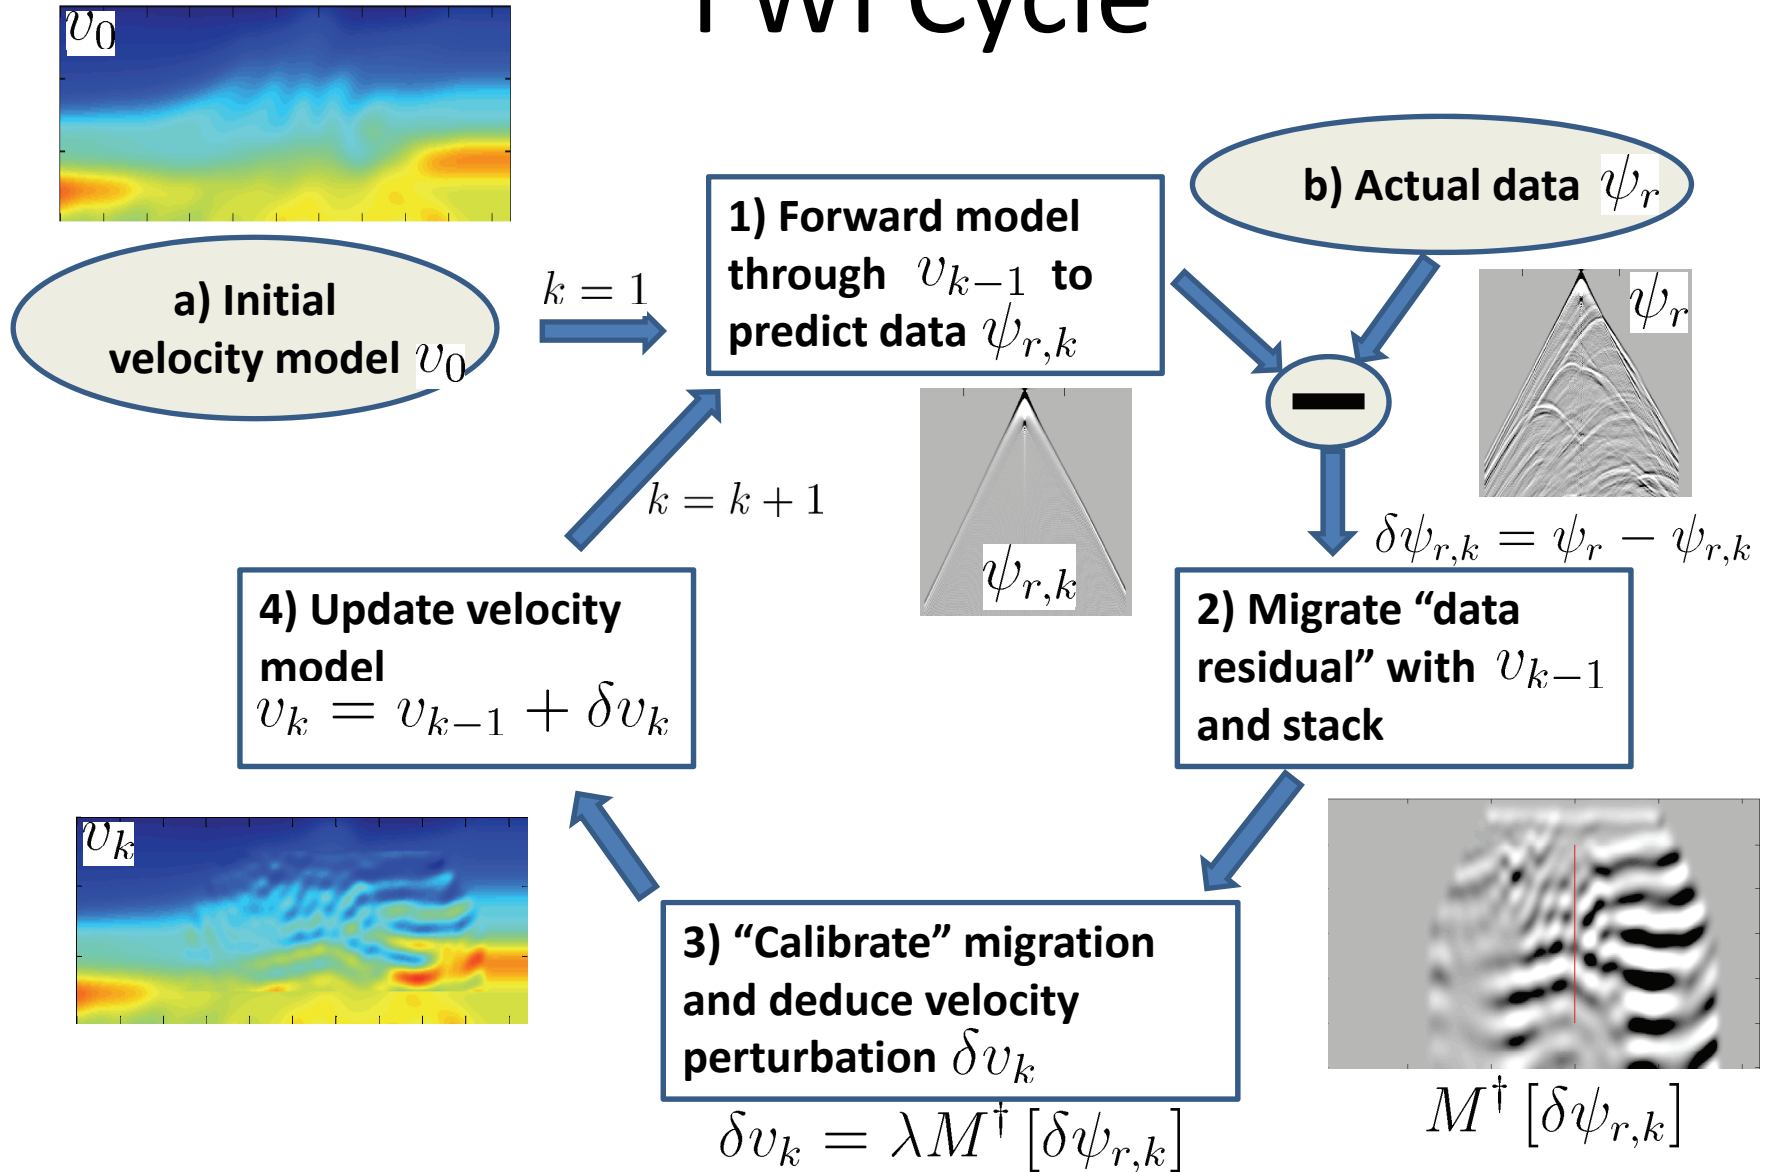 FWI Cycle
v_0
a) Initial
velocity model v_0
k = 1
1) Forward model
through v_{k−1} to
predict data ψ_{r,k}
b) Actual data ψ_r
ψ_r
ψ_{r,k}
δψ_{r,k} = ψ_r − ψ_{r,k}
2) Migrate “data
residual” with v_{k−1}
and stack
M^† [δψ_{r,k}]
3) “Calibrate” migration
and deduce velocity
perturbation δv_k
δv_k = λM^† [δψ_{r,k}]
4) Update velocity
model
v_k = v_{k−1} + δv_k
v_k
k = k + 1